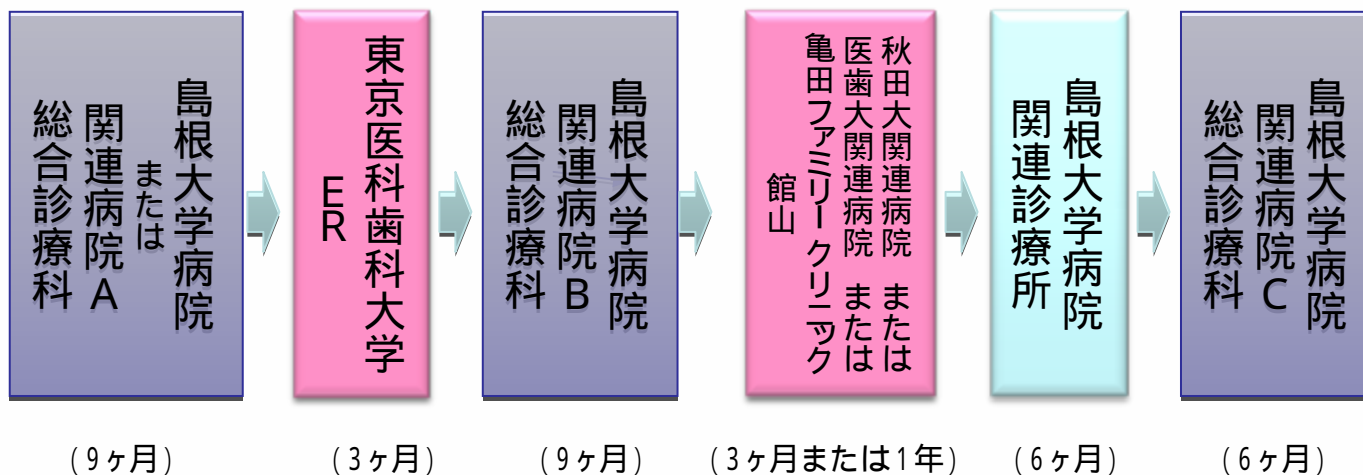 島根大学病院
または
関連病院A
総合診療科
東京医科歯科大学
ER
島根大学病院
関連病院B
総合診療科
秋田大関連病院 または
医歯大関連病院 または
亀田ファミリークリニック
館山
島根大学病院
関連診療所
島根大学病院
関連病院C
総合診療科
(9ヶ月)
(3ヶ月)
(9ヶ月)
(3ヶ月または1年)
(6ヶ月)
(6ヶ月)